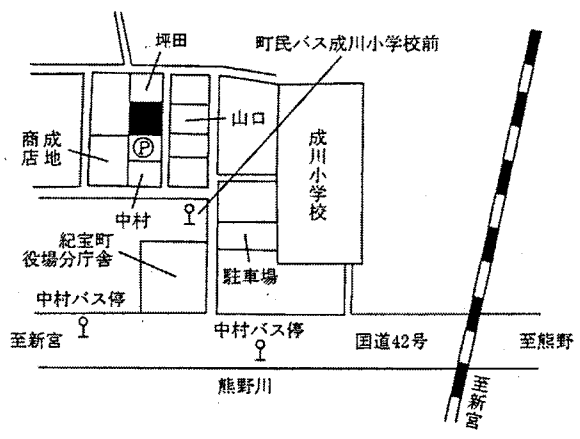 坪田
町民バス成川小学校前
山口
成地
商店
Ⓟ
成川小学校
中村
紀宝町
役場分庁舎
駐車場
中村バス停
中村バス停
至新宮
国道42号
至熊野
熊野川
至新宮